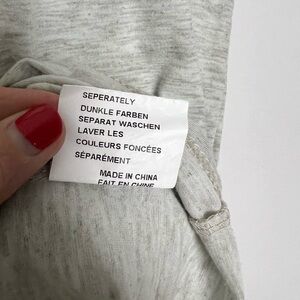 SEPERATELY
DUNKLE FARBEN
SEPARAT WASCHEN
LAVER LES
COULEURS FONCÉES
SÉPARÉMENT
MADE IN CHINA
FAIT EN CHINE